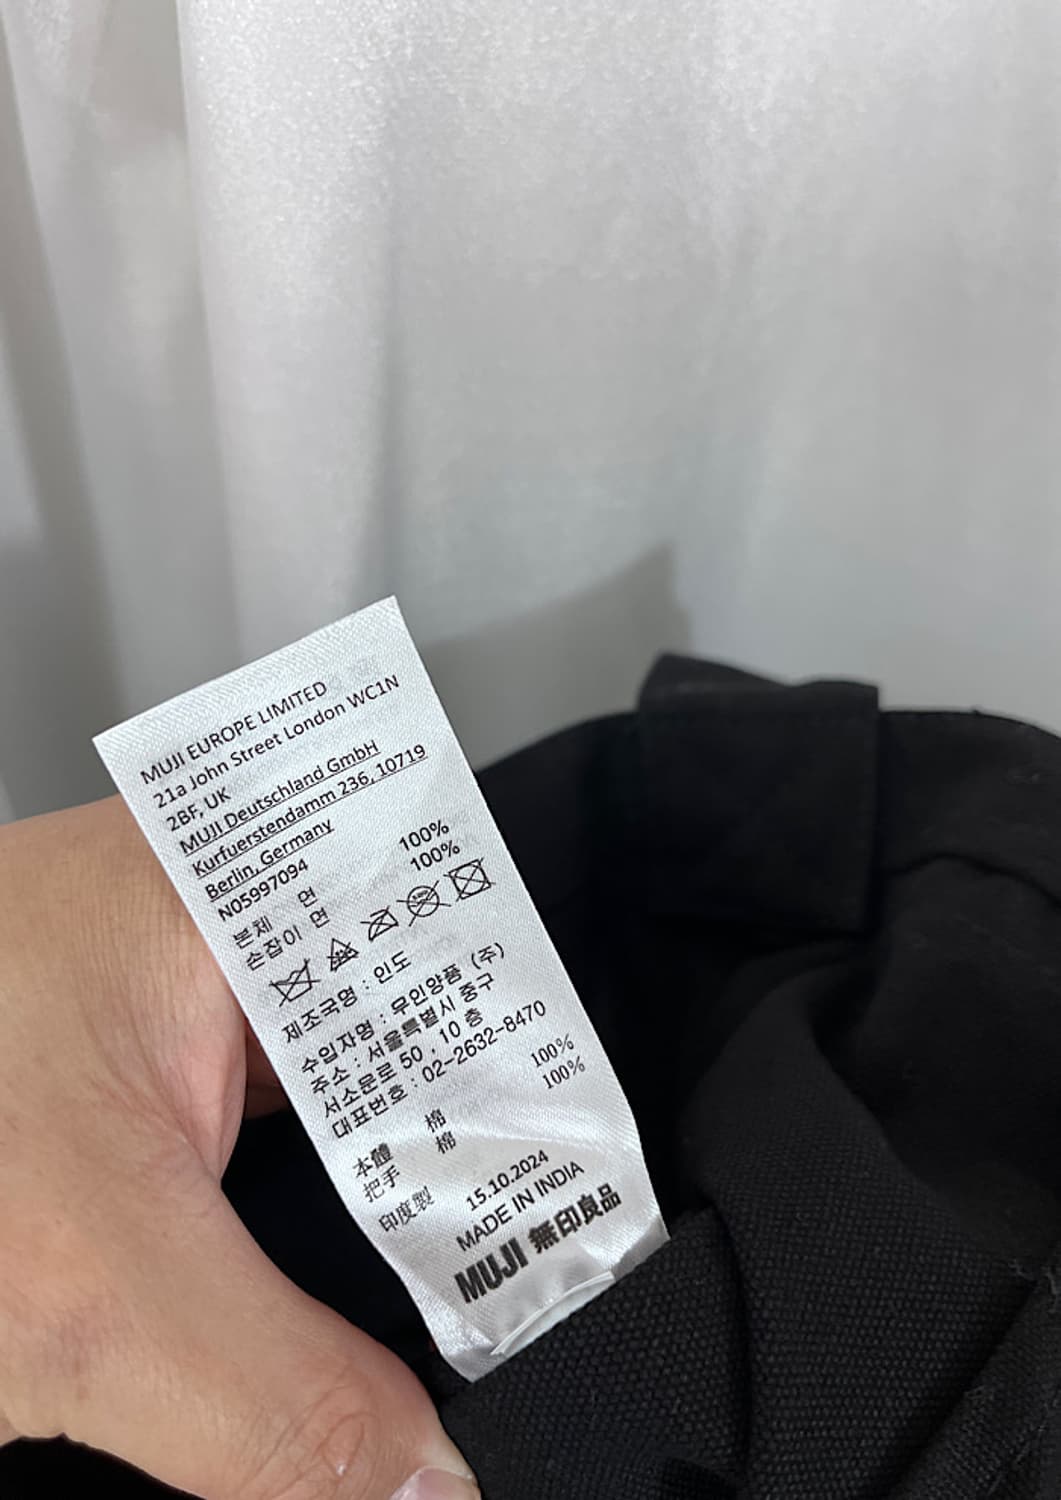 MUJI EUROPE LIMITED
21a John Street London WC1N
2BF, UK
MUJI Deutschland GmbH
Kurfuerstendamm 236, 10719
Berlin, Germany
N05997094
본체 면 100%
손잡이 면 100%
제조국명 : 인도
수입자명 : 무인양품 (주)
주소 : 서울특별시 중구
서소문로 50 , 10 층
대표번호 : 02-2632-8470
本體 棉 100%
把手 棉 100%
印度製
15.10.2024
MADE IN INDIA
MUJI 無印良品